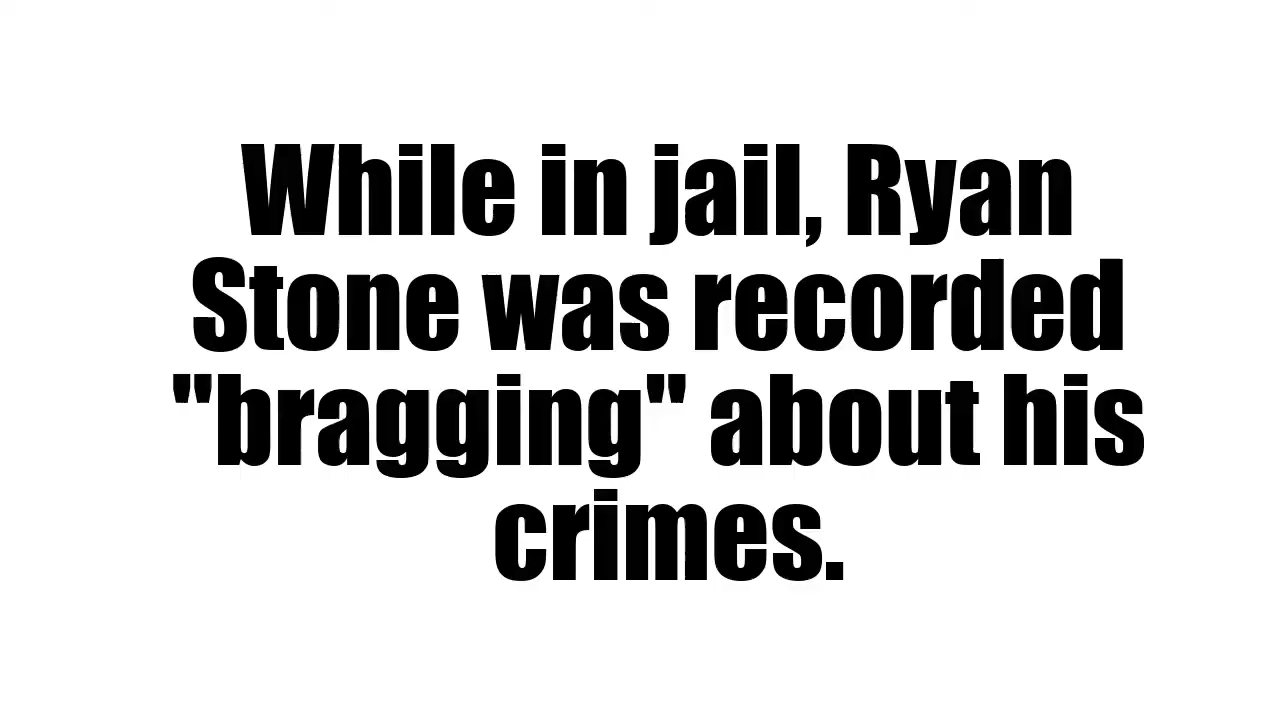 While in jail, Ryan
Stone was recorded
"bragging" about his
crimes.